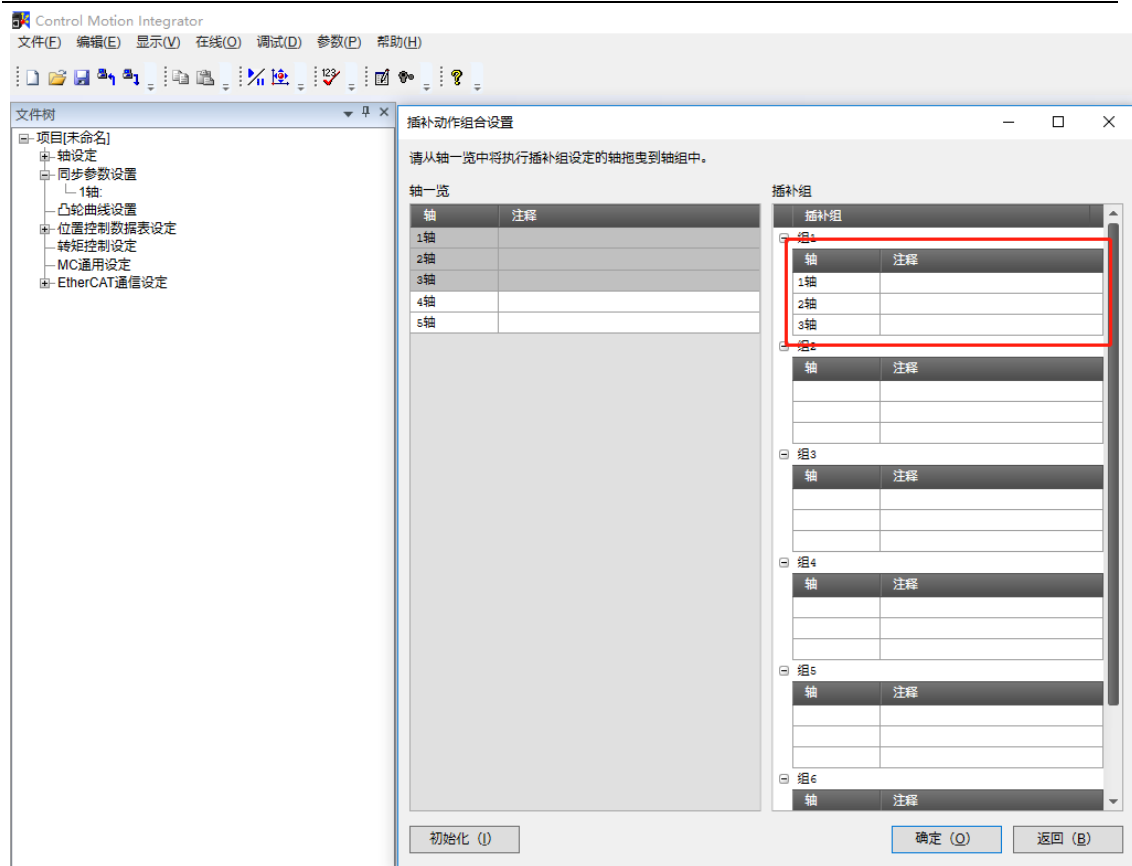 Control Motion Integrator
文件(F) 编辑(E) 显示(V) 在线(O) 调试(D) 参数(P) 帮助(H)
文件树
项目[未命名]
轴设定
同步参数设置
1轴:
凸轮曲线设置
位置控制数据表设定
转矩控制设定
MC通用设定
EtherCAT通信设定
插补动作组合设置
请从轴一览中将执行插补组设定的轴拖曳到轴组中。
轴一览
轴 注释
1轴
2轴
3轴
4轴
5轴
插补组
插补组
组1
轴 注释
1轴
2轴
3轴
组2
轴 注释
组3
轴 注释
组4
轴 注释
组5
轴 注释
组6
轴 注释
初始化 (I) 确定 (O) 返回 (B)